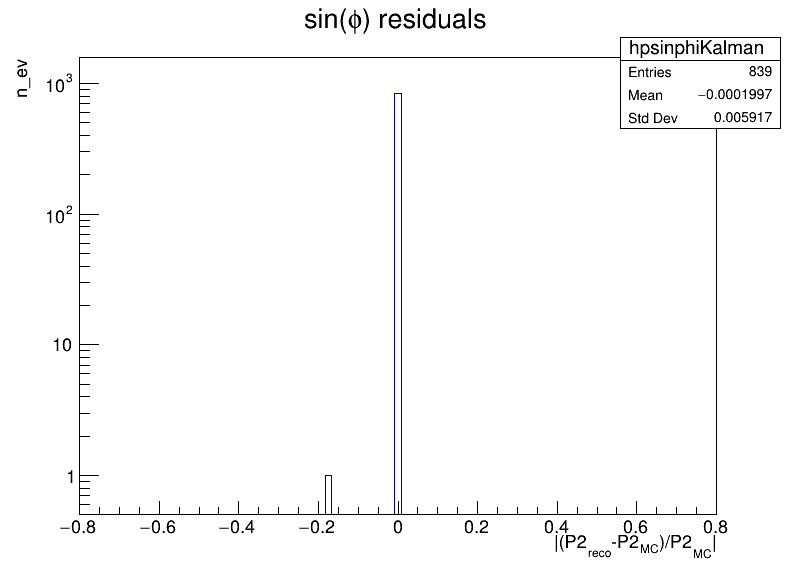 sin(ϕ) residuals
hpsinphiKalman
Entries 839
Mean −0.0001997
Std Dev 0.005917
n_ev
10³
10²
10
1
−0.8 −0.6 −0.4 −0.2 0 0.2 0.4 0.6 0.8
|(P2reco-P2MC)/P2MC|